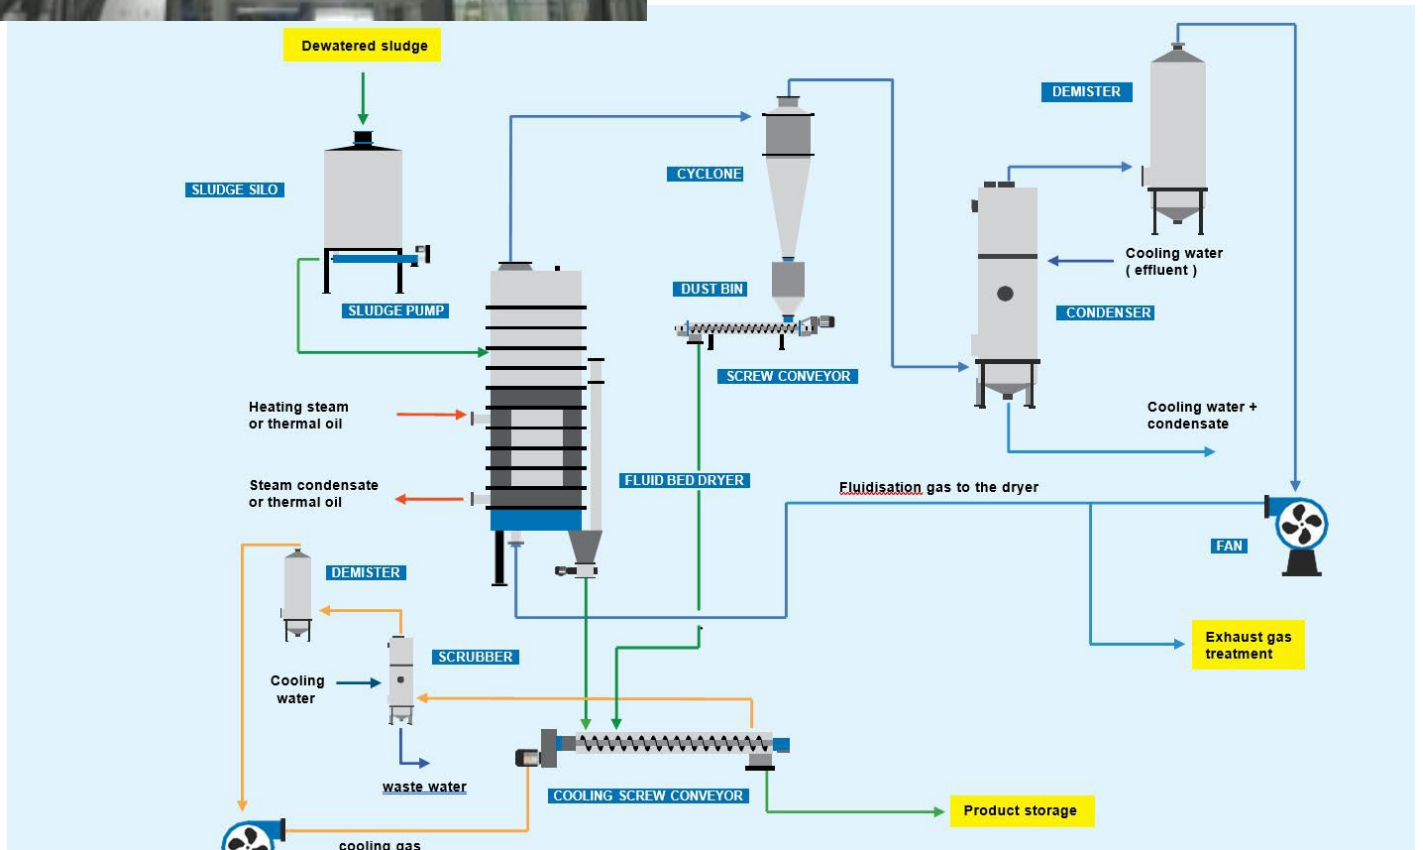 Dewatered sludge
DEMISTER
CYCLONE
SLUDGE SILO
Cooling water
( effluent )
DUST BIN
SLUDGE PUMP
CONDENSER
SCREW CONVEYOR
Heating steam
or thermal oil
Cooling water +
condensate
FLUID BED DRYER
Steam condensate
or thermal oil
Fluidisation gas to the dryer
FAN
DEMISTER
Exhaust gas
treatment
SCRUBBER
Cooling
water
waste water
COOLING SCREW CONVEYOR
Product storage
cooling gas